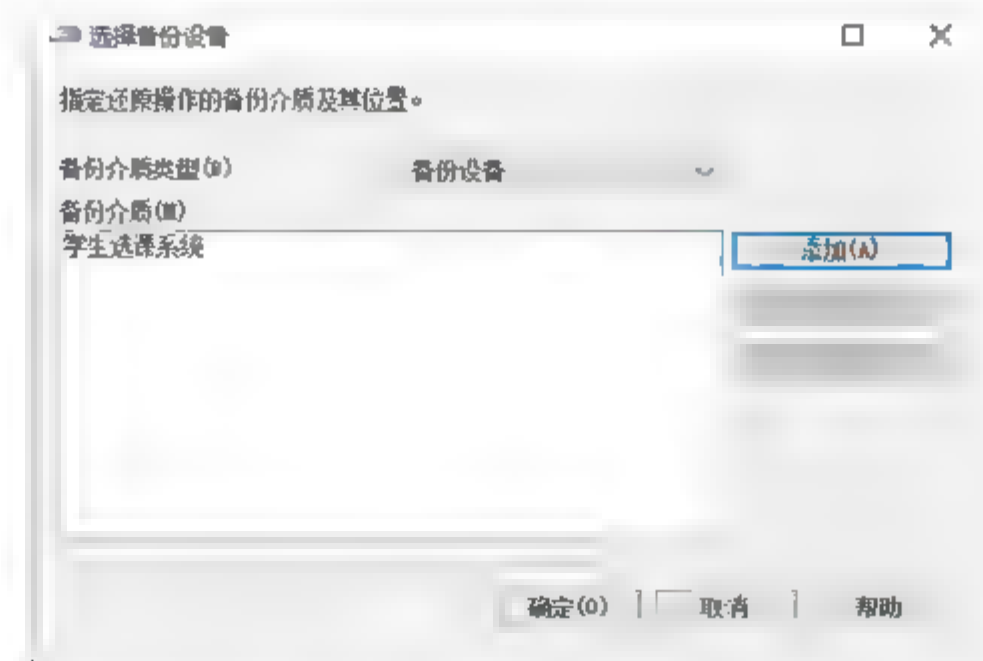 选择备份设备
指定还原操作的备份介质及其位置。
备份介质类型(B)
备份设备
备份介质(M)
学生选课系统
添加(A)
确定(O)
取消
帮助